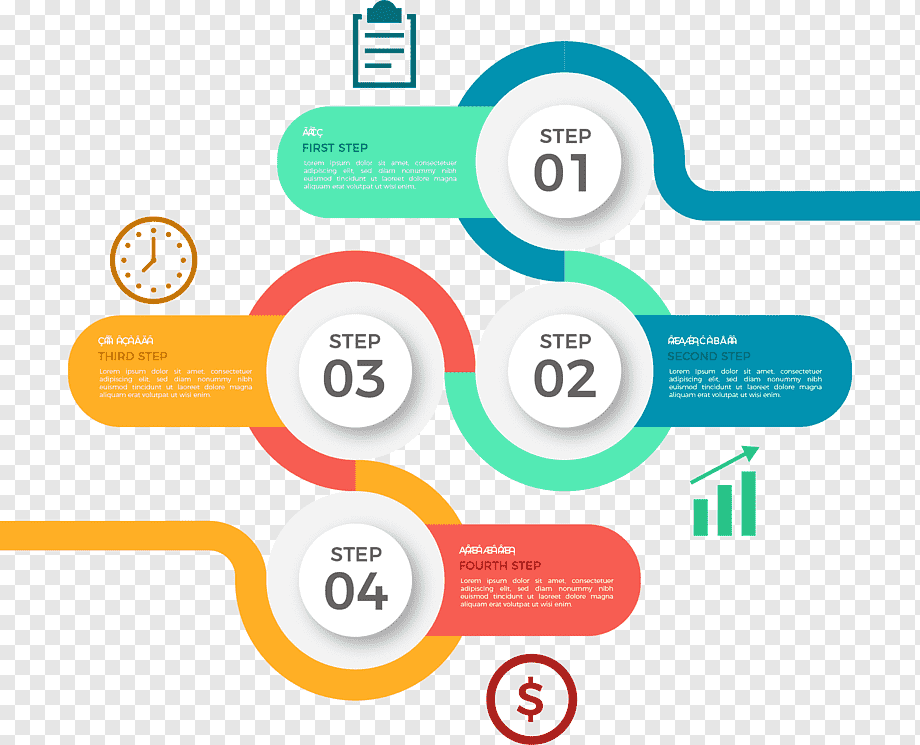 STEP
01
FIRST STEP
Lorem ipsum dolor sit amet, consectetuer
adipiscing elit, sed diam nonummy nibh
euismod tincidunt ut laoreet dolore magna
aliquam erat volutpat ut wisi enim.
STEP
02
SECOND STEP
Lorem ipsum dolor sit amet, consectetuer
adipiscing elit, sed diam nonummy nibh
euismod tincidunt ut laoreet dolore magna
aliquam erat volutpat ut wisi enim.
STEP
03
THIRD STEP
Lorem ipsum dolor sit amet, consectetuer
adipiscing elit, sed diam nonummy nibh
euismod tincidunt ut laoreet dolore magna
aliquam erat volutpat ut wisi enim.
STEP
04
FOURTH STEP
Lorem ipsum dolor sit amet, consectetuer
adipiscing elit, sed diam nonummy nibh
euismod tincidunt ut laoreet dolore magna
aliquam erat volutpat ut wisi enim.
$